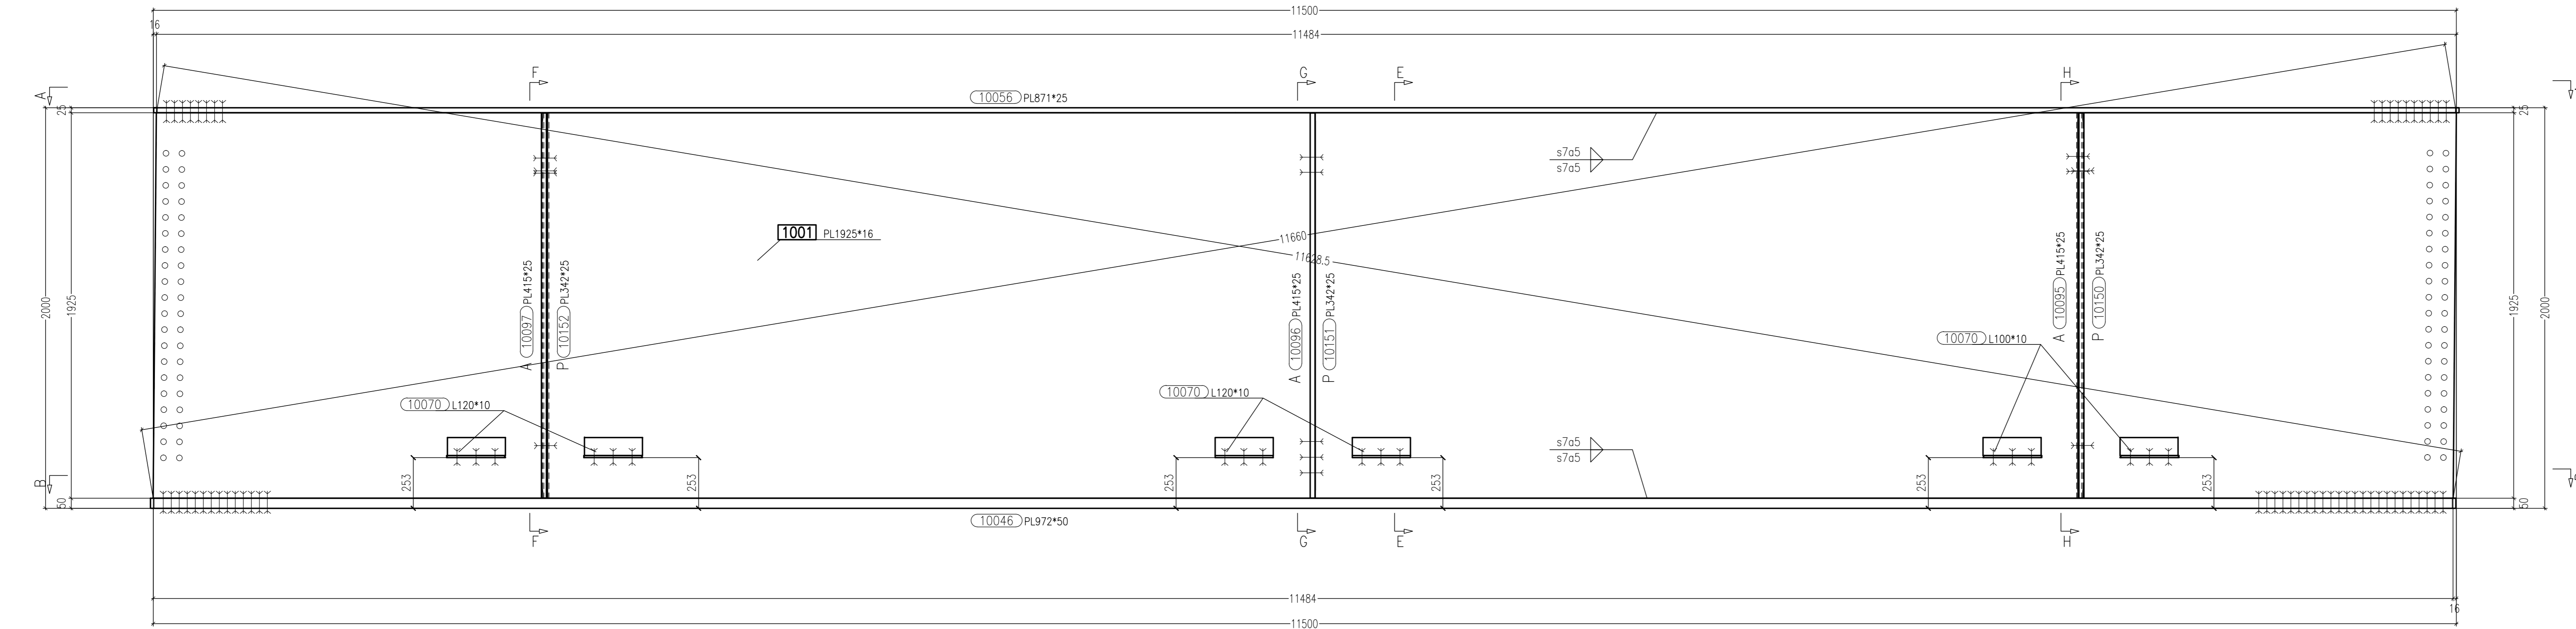 11500
16
11484
F
G
E
H
A
25
10056 PL871*25
25
s7a5
s7a5
1001 PL1925*16
11660
11628.5
2000
1925
10097 PL415*25
A
10152 PL342*25
P
10096 PL415*25
A
10151 PL342*25
P
10095 PL415*25
A
10150 PL342*25
P
1925
2000
10070 L120*10
10070 L120*10
10070 L100*10
s7a5
s7a5
253
253
253
253
253
253
B
50
10046 PL972*50
50
F
G
E
H
11484
16
11500